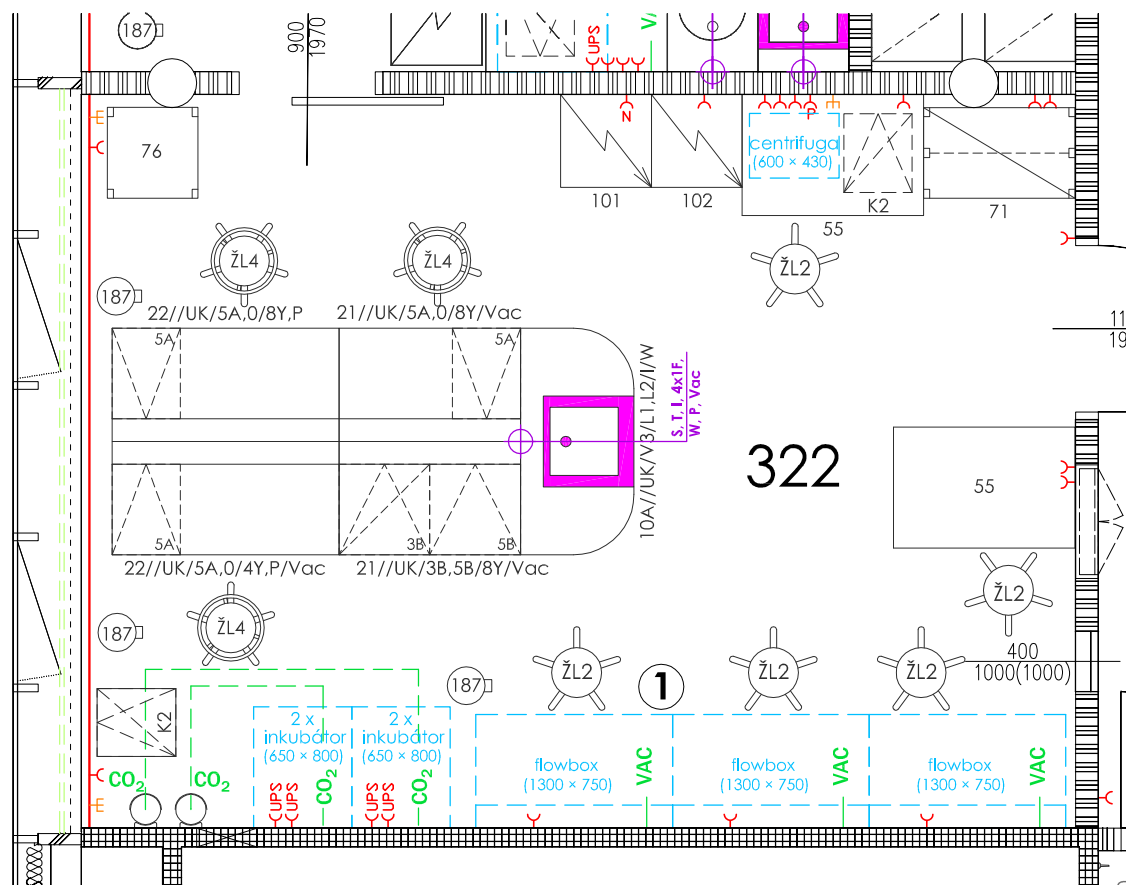 187
900
1970
UPS
76
N
P
centrifuga
(600 × 430)
K2
101
102
55
71
ŽL4
ŽL4
ŽL2
187
22//UK/5A,0/8Y,P
21//UK/5A,0/8Y/Vac
5A
5A
10A//UK/V3/L1,L2/I/W
S, T, I, 4x1F,
W, P, Vac
11
19
322
55
5A
3B
5B
22//UK/5A,0/4Y,P/Vac
21//UK/3B,5B/8Y/Vac
187
ŽL4
ŽL2
400
1000(1000)
187
ŽL2
1
ŽL2
ŽL2
K2
2 x
inkubátor
(650 × 800)
2 x
inkubátor
(650 × 800)
flowbox
(1300 × 750)
VAC
flowbox
(1300 × 750)
VAC
flowbox
(1300 × 750)
VAC
CO2
CO2
UPS
UPS
CO2
UPS
UPS
CO2